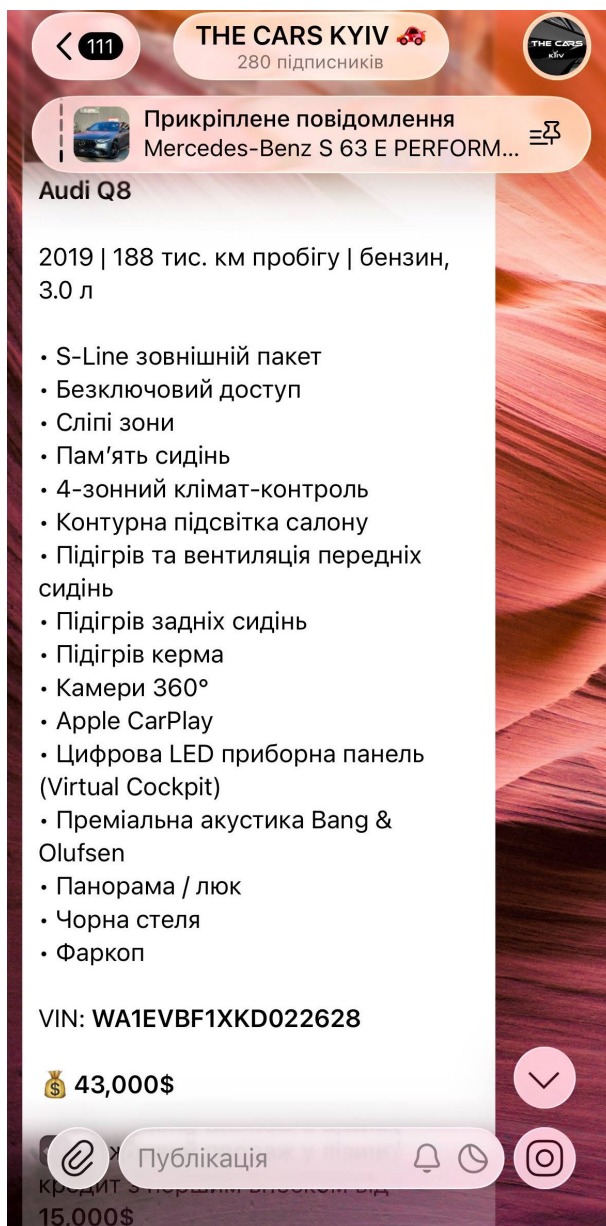 111
THE CARS KYIV 🚗
280 підписників
THE CARS
KYIV
Прикріплене повідомлення
Mercedes-Benz S 63 E PERFORM...
Audi Q8
2019 | 188 тис. км пробігу | бензин,
3.0 л
• S-Line зовнішній пакет
• Безключовий доступ
• Сліпі зони
• Пам’ять сидінь
• 4-зонний клімат-контроль
• Контурна підсвітка салону
• Підігрів та вентиляція передніх
сидінь
• Підігрів задніх сидінь
• Підігрів керма
• Камери 360°
• Apple CarPlay
• Цифрова LED приборна панель
(Virtual Cockpit)
• Преміальна акустика Bang &
Olufsen
• Панорама / люк
• Чорна стеля
• Фаркоп
VIN: WA1EVBF1XKD022628
💰 43,000$
Публікація
кредит з першим внеском від
15,000$